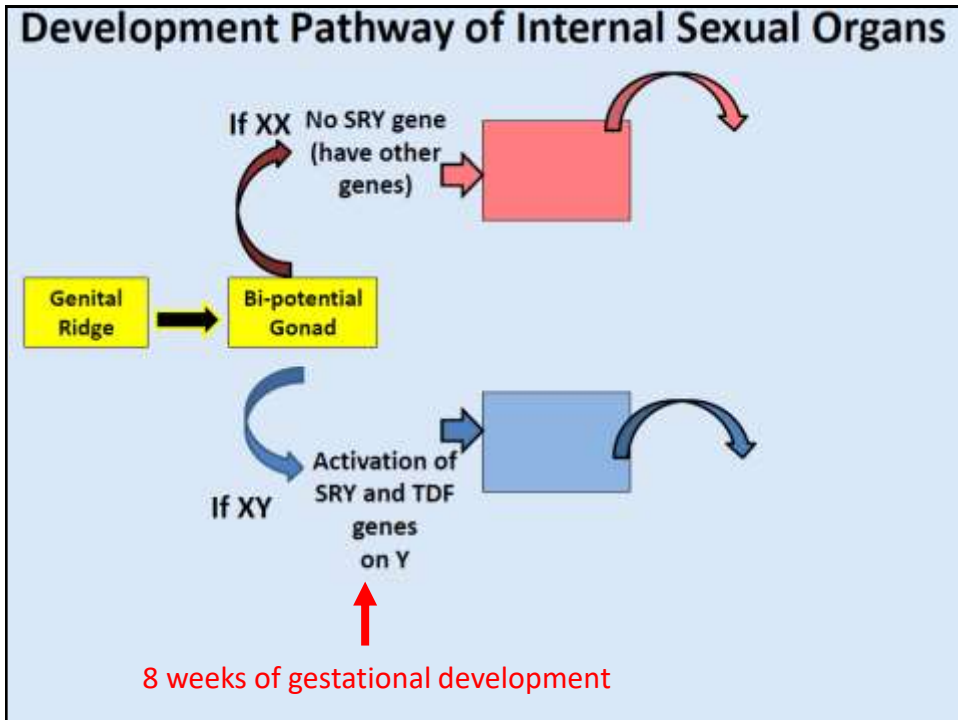 Development Pathway of Internal Sexual Organs
If XX
No SRY gene
(have other
genes)
Genital
Ridge
Bi-potential
Gonad
If XY
Activation of
SRY and TDF
genes
on Y
8 weeks of gestational development